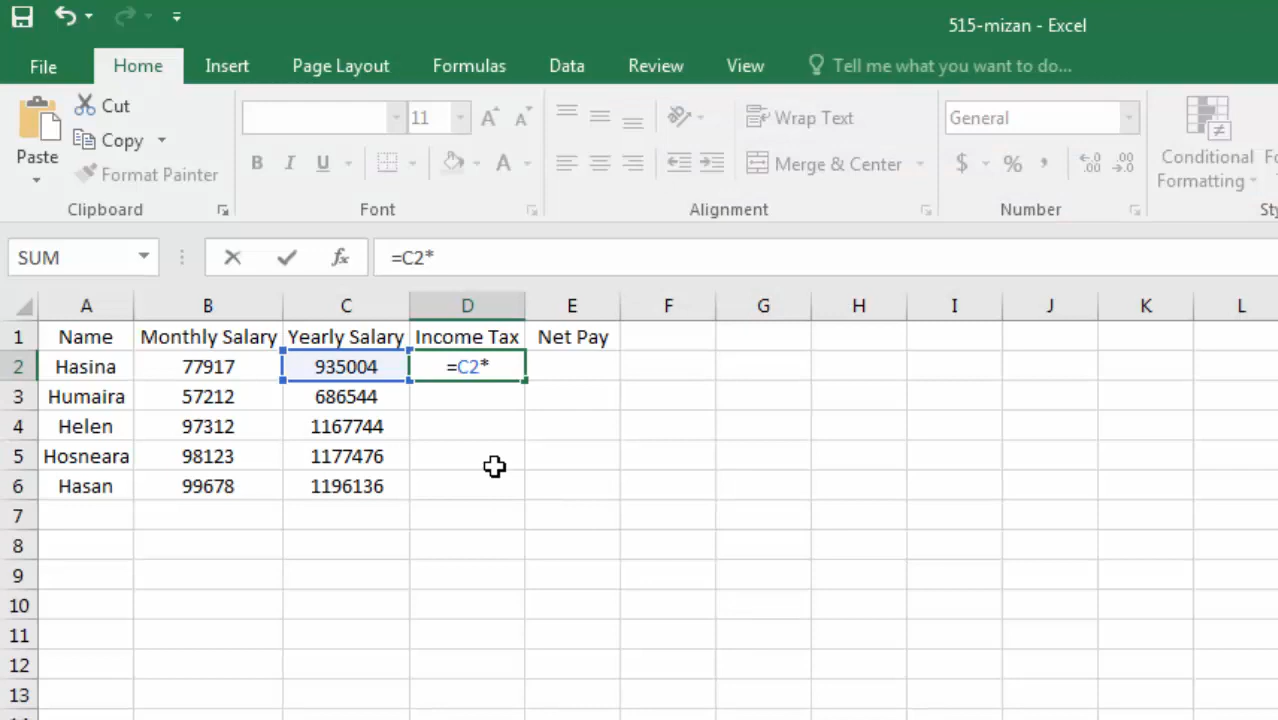 515-mizan - Excel
File Home Insert Page Layout Formulas Data Review View Tell me what you want to do...
Paste
Cut
Copy
Format Painter
Clipboard
11
B I U A
Font
Wrap Text
Merge & Center
Alignment
General
$ % ,
Number
Conditional
Formatting
SUM fx =C2*
A B C D E F G H I J K L
1 Name Monthly Salary Yearly Salary Income Tax Net Pay
2 Hasina 77917 935004 =C2*
3 Humaira 57212 686544
4 Helen 97312 1167744
5 Hosneara 98123 1177476
6 Hasan 99678 1196136
7
8
9
10
11
12
13